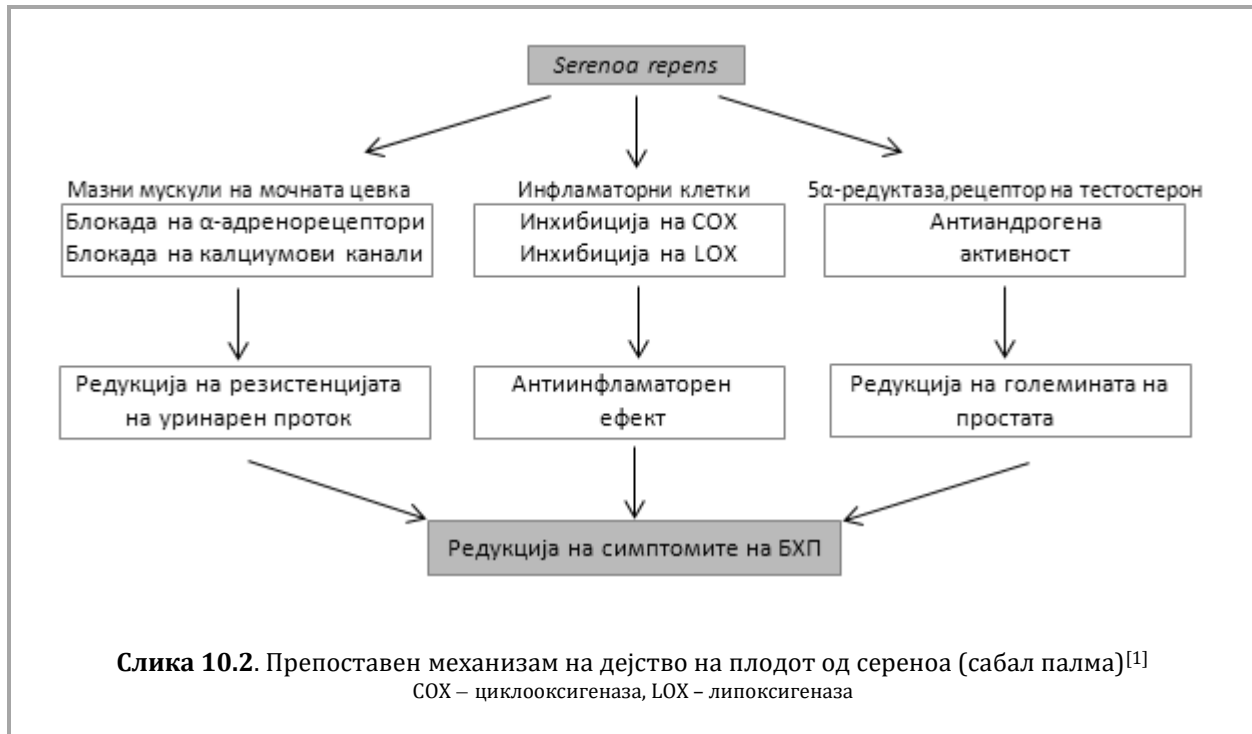 Serenoa repens
Мазни мускули на мочната цевка
Блокада на α-адренорецептори
Блокада на калциумови канали
Инфламаторни клетки
Инхибиција на COX
Инхибиција на LOX
5α-редуктаза,рецептор на тестостерон
Антиандрогена
активност
Редукција на резистенцијата
на уринарен проток
Антиинфламаторен
ефект
Редукција на големината на
простата
Редукција на симптомите на БХП
Слика 10.2. Препоставен механизам на дејство на плодот од сереноа (сабал палма)[1]
COX – циклооксигеназа, LOX – липоксигеназа